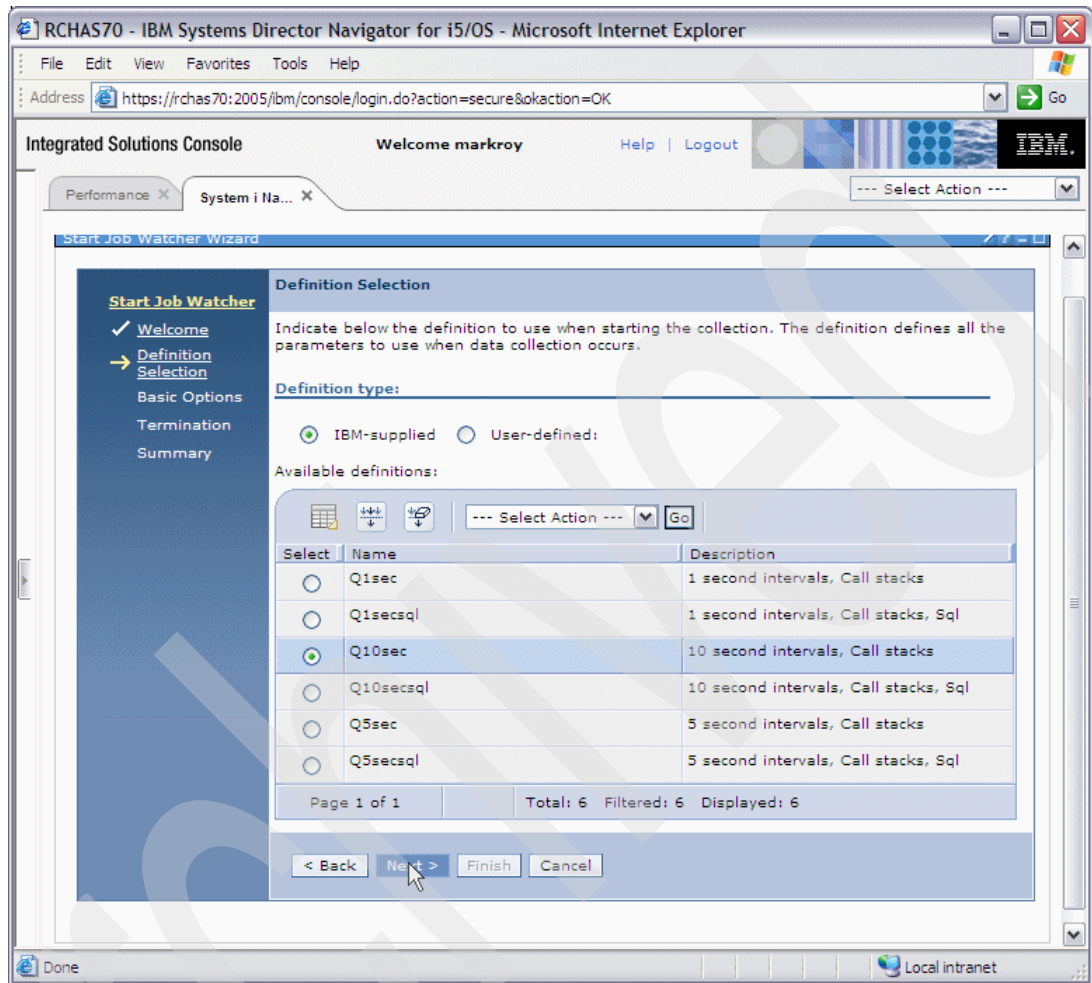 RCHAS70 - IBM Systems Director Navigator for i5/OS - Microsoft Internet Explorer
File Edit View Favorites Tools Help
Address https://rchas70:2005/ibm/console/login.do?action=secure&okaction=OK Go
Integrated Solutions Console Welcome markroy Help | Logout IBM.
Performance System i Na... --- Select Action ---
Start Job Watcher Wizard
Start Job Watcher
Welcome
Definition
Selection
Basic Options
Termination
Summary
Definition Selection
Indicate below the definition to use when starting the collection. The definition defines all the
parameters to use when data collection occurs.
Definition type:
IBM-supplied User-defined:
Available definitions:
--- Select Action --- Go
Select Name Description
Q1sec 1 second intervals, Call stacks
Q1secsql 1 second intervals, Call stacks, Sql
Q10sec 10 second intervals, Call stacks
Q10secsql 10 second intervals, Call stacks, Sql
Q5sec 5 second intervals, Call stacks
Q5secsql 5 second intervals, Call stacks, Sql
Page 1 of 1 Total: 6 Filtered: 6 Displayed: 6
< Back Next > Finish Cancel
Done Local intranet